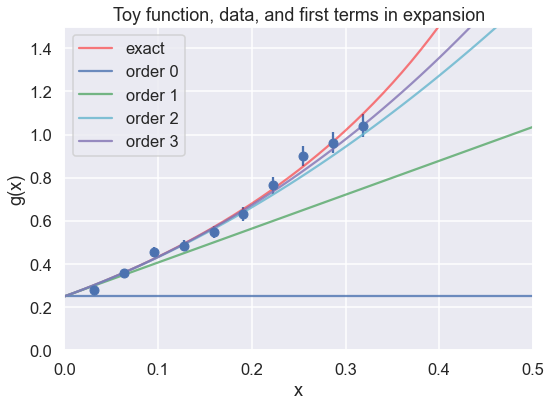 Toy function, data, and first terms in expansion
exact
order 0
order 1
order 2
order 3
g(x)
1.4
1.2
1.0
0.8
0.6
0.4
0.2
0.0
0.0 0.1 0.2 0.3 0.4 0.5
x